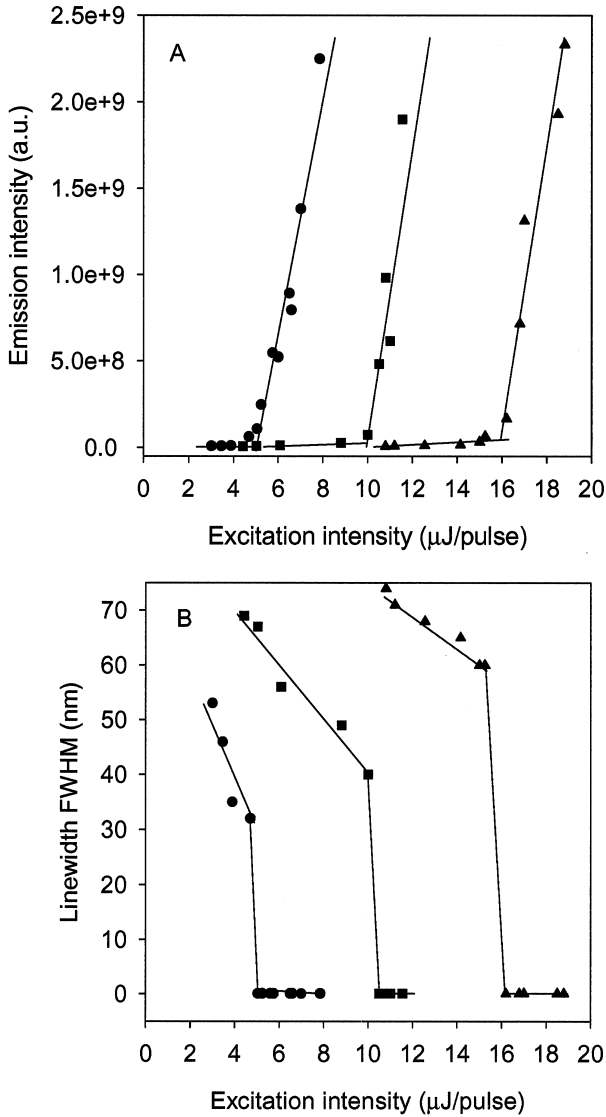 A
2.5e+9
2.0e+9
1.5e+9
1.0e+9
5.0e+8
0.0
Emission intensity (a.u.)
0 2 4 6 8 10 12 14 16 18 20
Excitation intensity (μJ/pulse)
B
70
60
50
40
30
20
10
0
Linewidth FWHM (nm)
0 2 4 6 8 10 12 14 16 18 20
Excitation intensity (μJ/pulse)